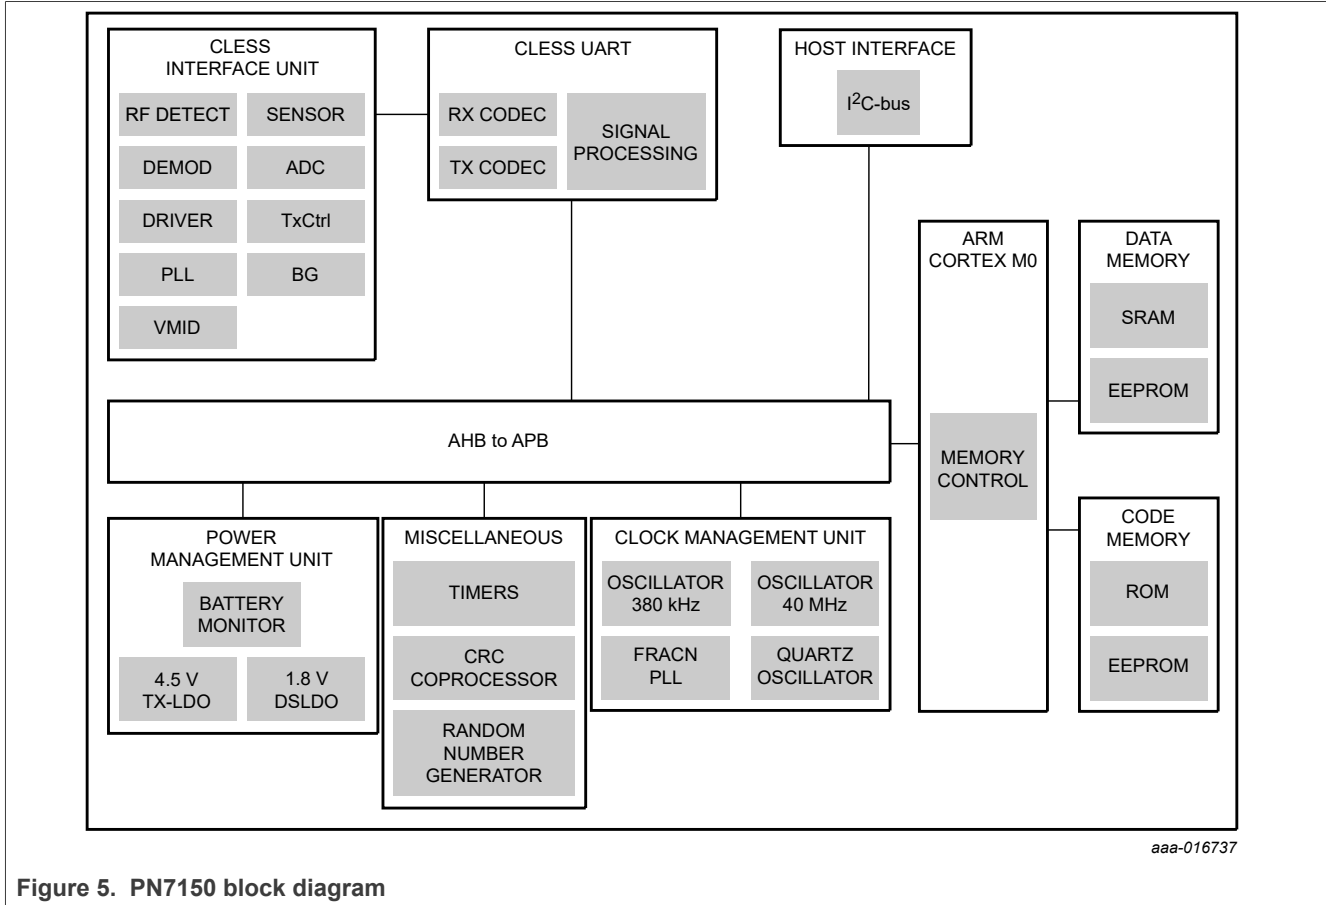 CLESS
INTERFACE UNIT
RF DETECT
SENSOR
DEMOD
ADC
DRIVER
TxCtrl
PLL
BG
VMID
CLESS UART
RX CODEC
TX CODEC
SIGNAL
PROCESSING
HOST INTERFACE
I²C-bus
ARM
CORTEX M0
MEMORY
CONTROL
DATA
MEMORY
SRAM
EEPROM
AHB to APB
POWER
MANAGEMENT UNIT
BATTERY
MONITOR
4.5 V
TX-LDO
1.8 V
DSLDO
MISCELLANEOUS
TIMERS
CRC
COPROCESSOR
RANDOM
NUMBER
GENERATOR
CLOCK MANAGEMENT UNIT
OSCILLATOR
380 kHz
OSCILLATOR
40 MHz
FRACN
PLL
QUARTZ
OSCILLATOR
CODE
MEMORY
ROM
EEPROM
aaa-016737
Figure 5. PN7150 block diagram